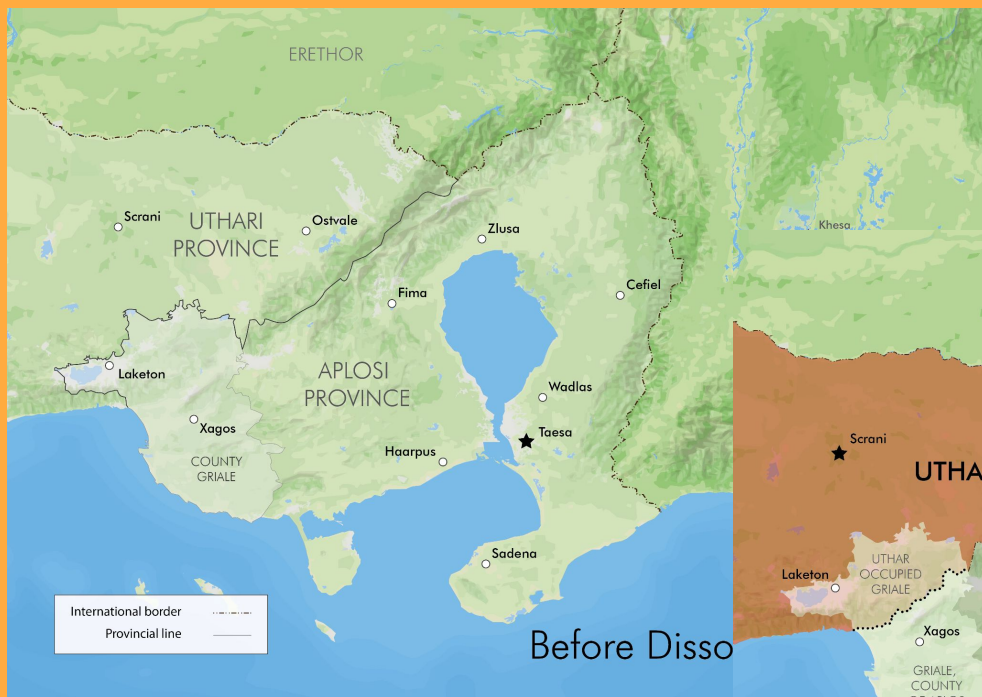 ERETHOR
Khesa
Scrani
UTHARI
PROVINCE
Ostvale
Zlusa
Cefiel
Fima
Laketon
APLOSI
PROVINCE
Wadlas
Xagos
Taesa
Haarpus
COUNTY
GRIALE
Sadena
International border
Provincial line
Before Disso
Scrani
UTHA
UTHAR
OCCUPIED
GRIALE
Laketon
Xagos
GRIALE,
COUNTY